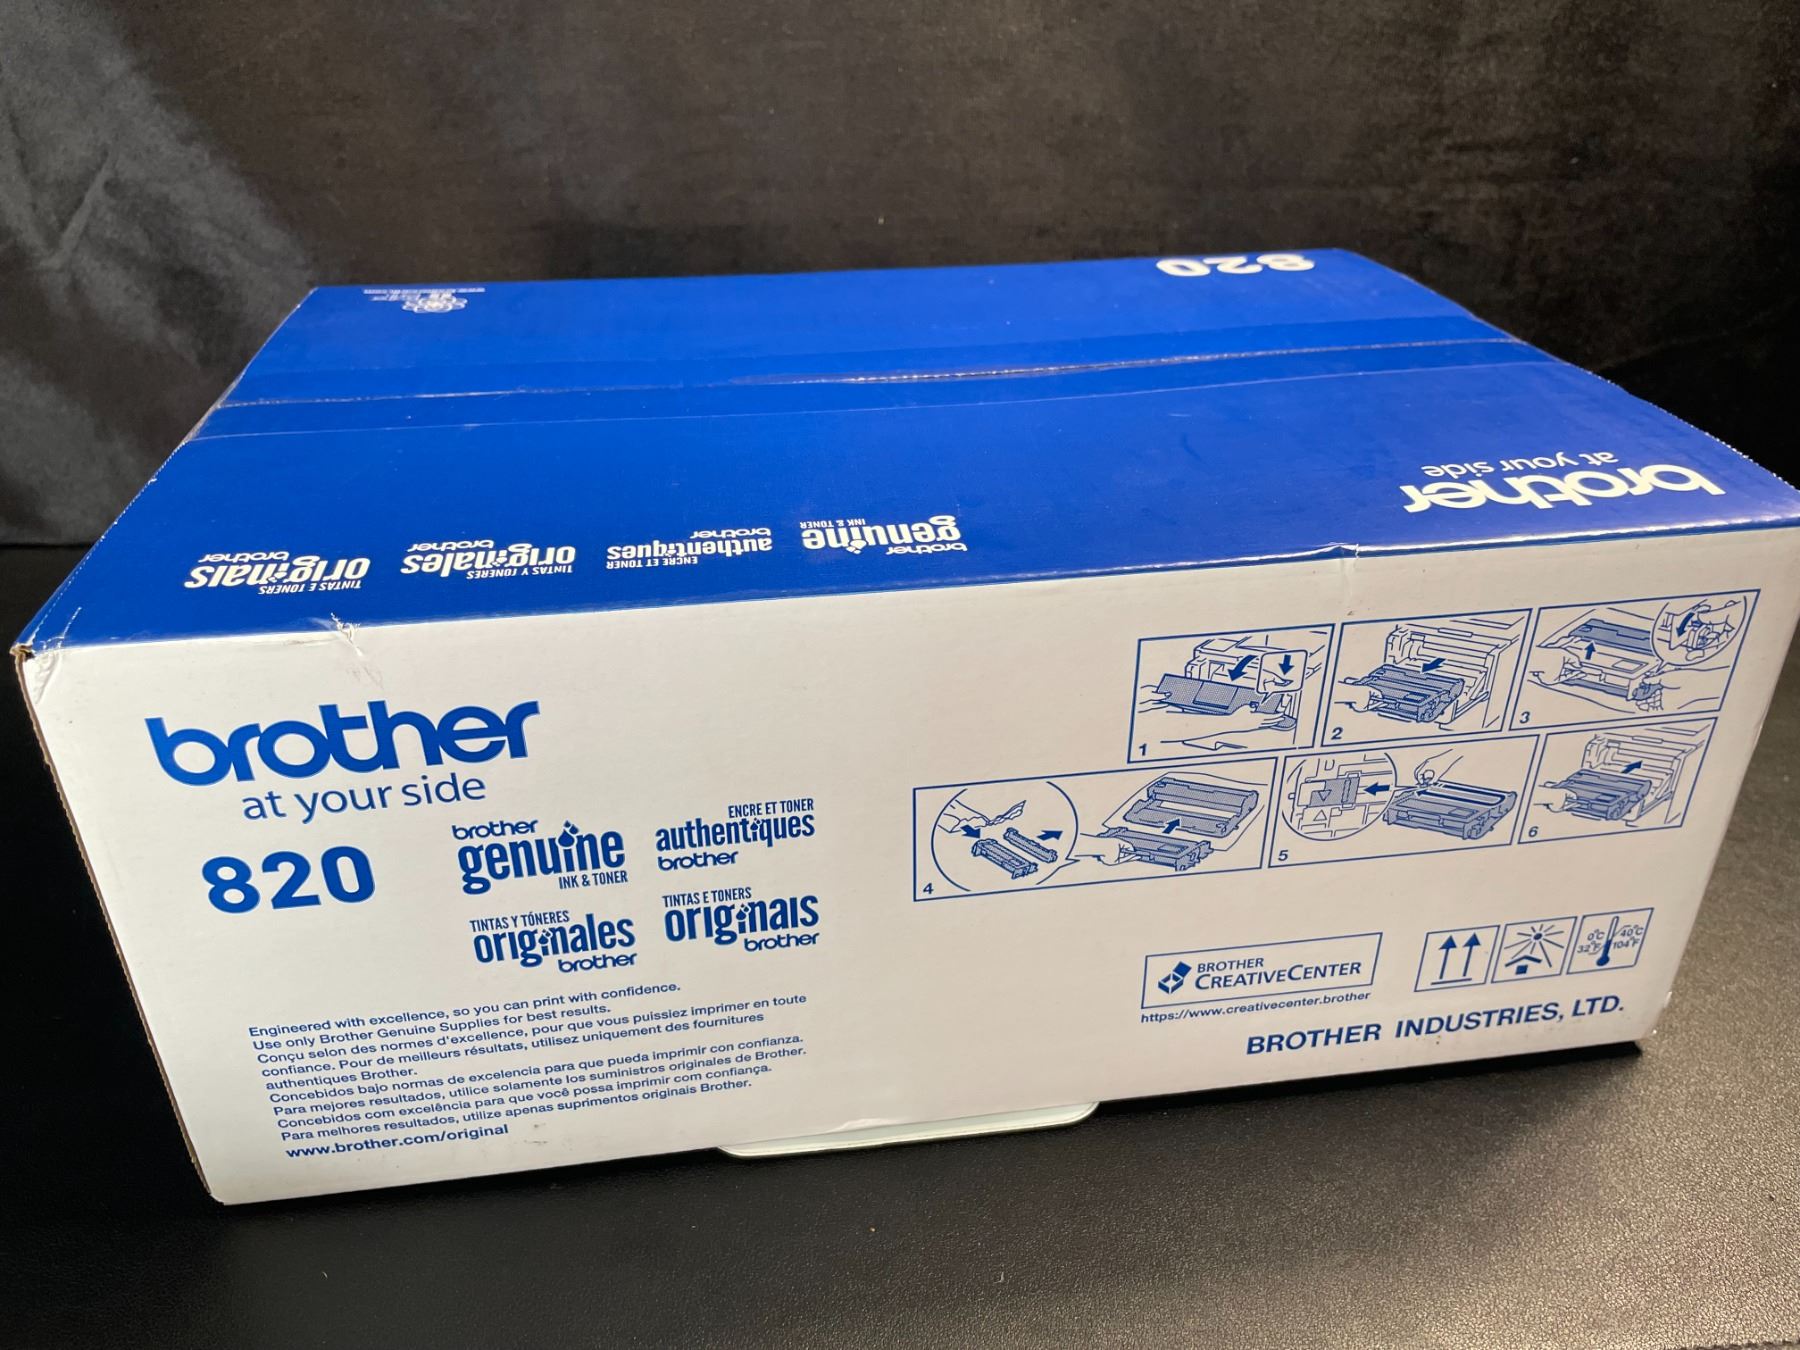 820
brother
at your side
brother
genuine
INK & TONER
ENCRE ET TONER
authentiques
brother
TINTAS Y TÓNERES
originales
brother
TINTAS E TONERS
originais
brother
brother
at your side
820
brother
genuine
INK & TONER
ENCRE ET TONER
authentiques
brother
TINTAS Y TÓNERES
originales
brother
TINTAS E TONERS
originais
brother
Engineered with excellence, so you can print with confidence.
Use only Brother Genuine Supplies for best results.
Conçu selon des normes d'excellence, pour que vous puissiez imprimer en toute
confiance. Pour de meilleurs résultats, utilisez uniquement des fournitures
authentiques Brother.
Concebidos bajo normas de excelencia para que pueda imprimir con confianza.
Para mejores resultados, utilice solamente los suministros originales de Brother.
Concebidos com excelência para que você possa imprimir com confiança.
Para melhores resultados, utilize apenas suprimentos originais Brother.
www.brother.com/original
1
2
3
4
5
6
BROTHER
CREATIVECENTER
https://www.creativecenter.brother
0°C
32°F
40°C
104°F
BROTHER INDUSTRIES, LTD.